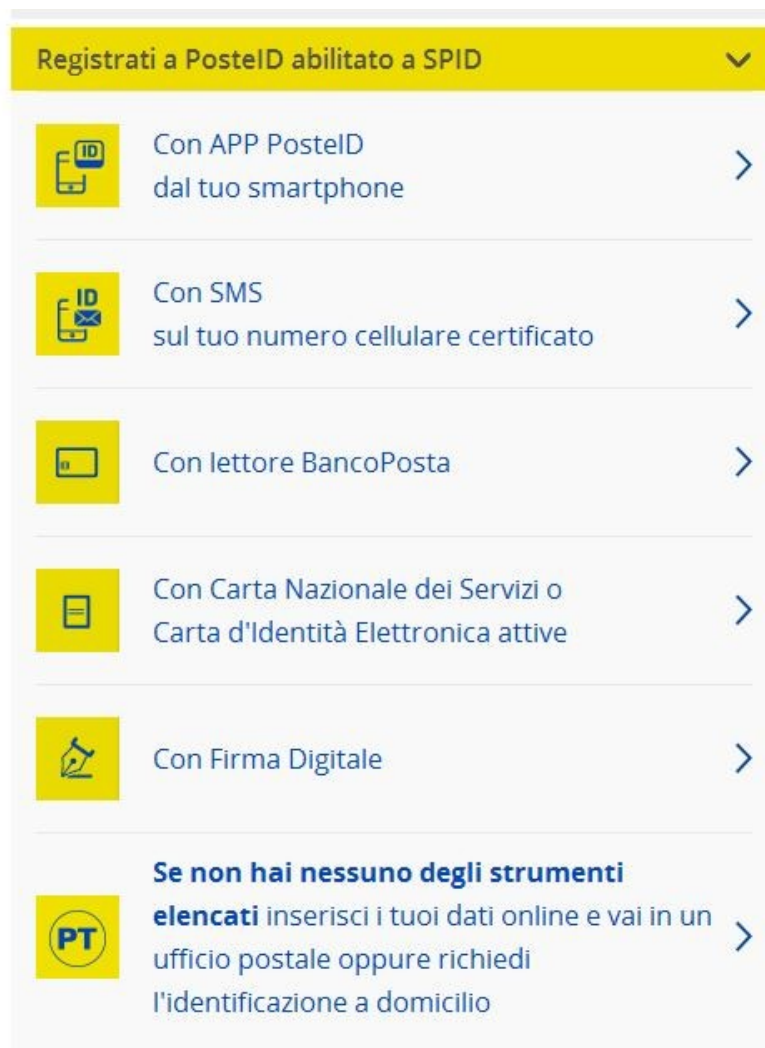 Registrati a PosteID abilitato a SPID
ID
Con APP PosteID
dal tuo smartphone
ID
Con SMS
sul tuo numero cellulare certificato
Con lettore BancoPosta
Con Carta Nazionale dei Servizi o
Carta d'Identità Elettronica attive
Con Firma Digitale
Se non hai nessuno degli strumenti
elencati inserisci i tuoi dati online e vai in un
PT
ufficio postale oppure richiedi
l'identificazione a domicilio